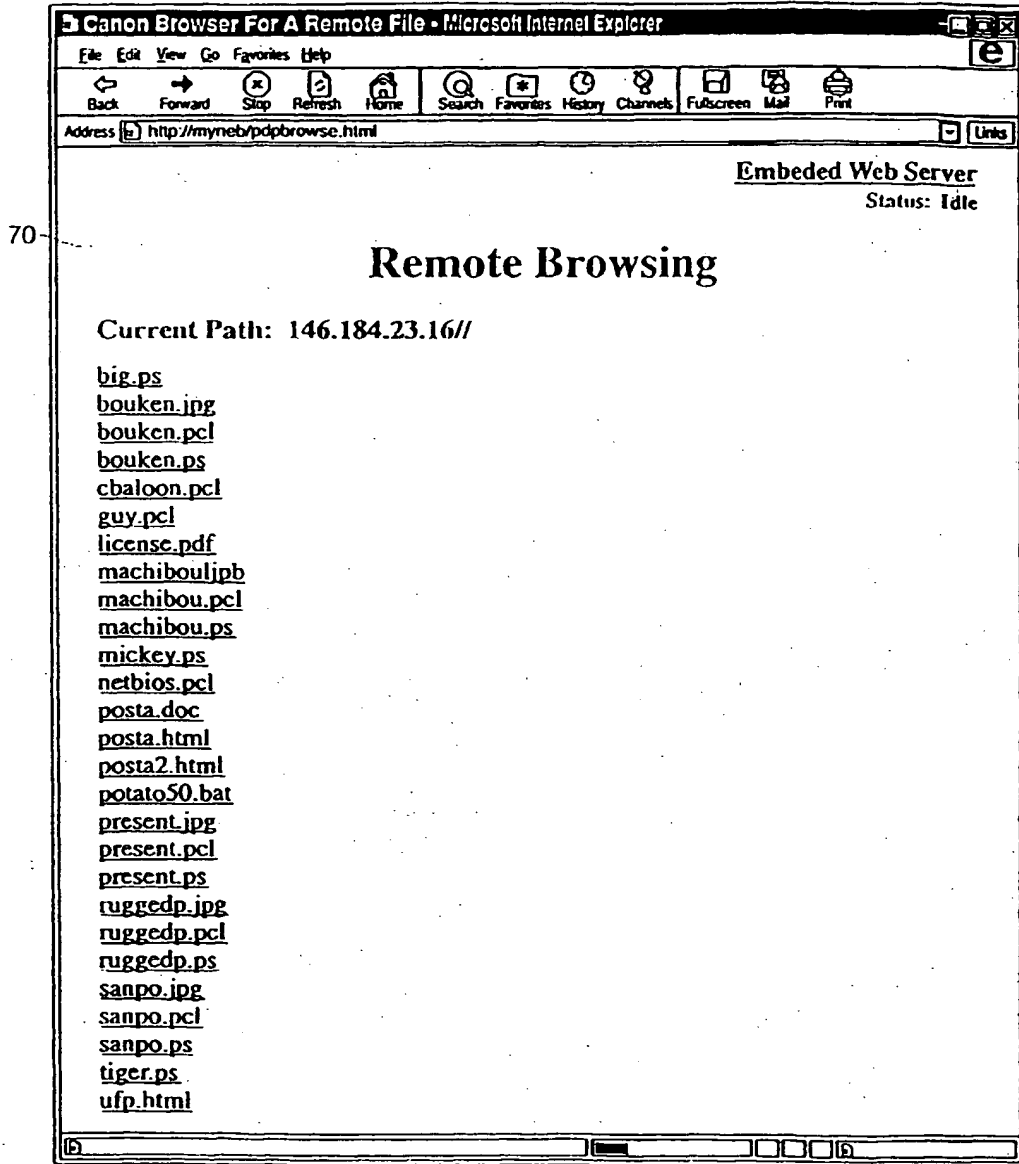 Canon Browser For A Remote File - Microsoft Internet Explorer
File Edit View Go Favorites Help
Back Forward Stop Refresh Home Search Favorites History Channels Fullscreen Mail Print
Address http://myneb/pdpbrowse.html Links
Embeded Web Server
Status: Idle
70
Remote Browsing
Current Path: 146.184.23.16//
big.ps
bouken.jpg
bouken.pcl
bouken.ps
cbaloon.pcl
guy.pcl
license.pdf
machibouljpb
machibou.pcl
machibou.ps
mickey.ps
netbios.pcl
posta.doc
posta.html
posta2.html
potato50.bat
present.jpg
present.pcl
present.ps
ruggedp.jpg
ruggedp.pcl
ruggedp.ps
sanpo.jpg
sanpo.pcl
sanpo.ps
tiger.ps
ufp.html